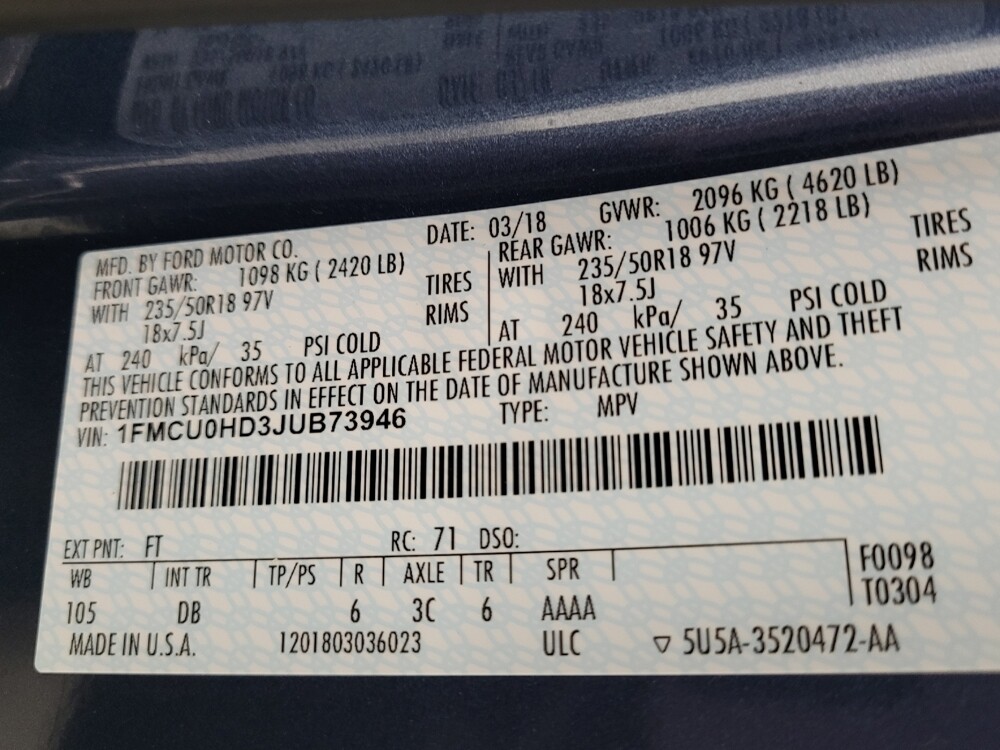 MFD. BY FORD MOTOR CO.
DATE: 03/18 GVWR: 2096 KG ( 4620 LB)
FRONT GAWR: 1098 KG ( 2420 LB)
WITH 235/50R18 97V TIRES
18x7.5J RIMS
AT 240 kPa/ 35 PSI COLD
REAR GAWR: 1006 KG ( 2218 LB)
WITH 235/50R18 97V TIRES
18x7.5J RIMS
AT 240 kPa/ 35 PSI COLD
THIS VEHICLE CONFORMS TO ALL APPLICABLE FEDERAL MOTOR VEHICLE SAFETY AND THEFT
PREVENTION STANDARDS IN EFFECT ON THE DATE OF MANUFACTURE SHOWN ABOVE.
VIN: 1FMCU0HD3JUB73946 TYPE: MPV
EXT PNT: FT RC: 71 DSO:
WB INT TR TP/PS R AXLE TR SPR F0098
105 DB 6 3C 6 AAAA T0304
MADE IN U.S.A. 1201803036023 ULC ▽ 5U5A-3520472-AA